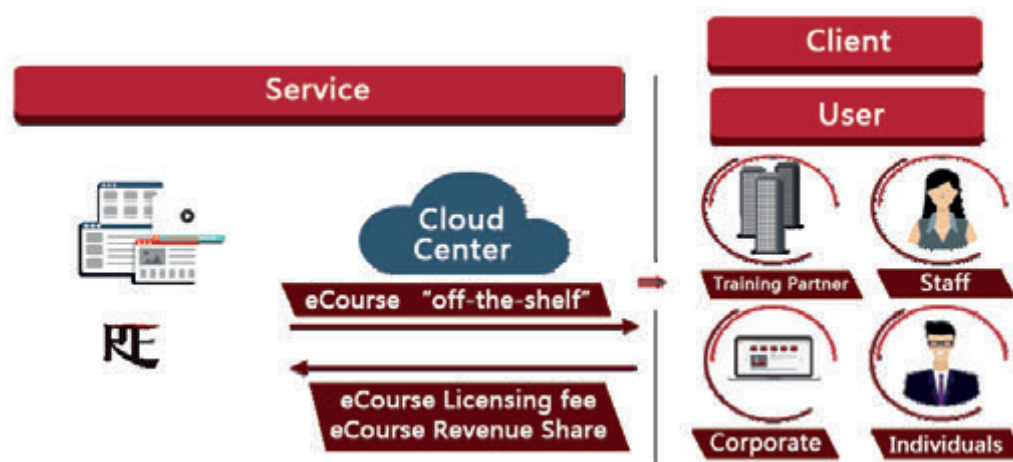 Service
Client
User
Cloud
Center
eCourse “off-the-shelf”
eCourse Licensing fee
eCourse Revenue Share
Training Partner
Staff
Corporate
Individuals